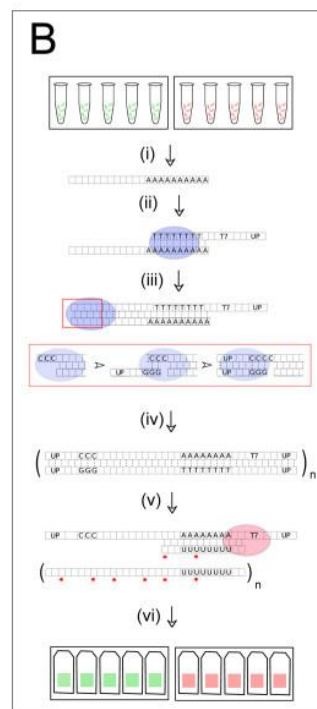 B
(i)
AAAAAAAAAA
(ii)
TTTTTTTT T7 UP
AAAAAAAAAA
(iii)
TTTTTTTT T7 UP
AAAAAAAAAA
CCC CCC UP CCCC
> >
UP GGG UP GGG
(iv)
UP CCC AAAAAAAA T7 UP
UP GGG TTTTTTTT UP
n
(v)
UP CCC AAAAAAAA T7 UP
UUUUUUUU
UUUUUUUU
n
(vi)